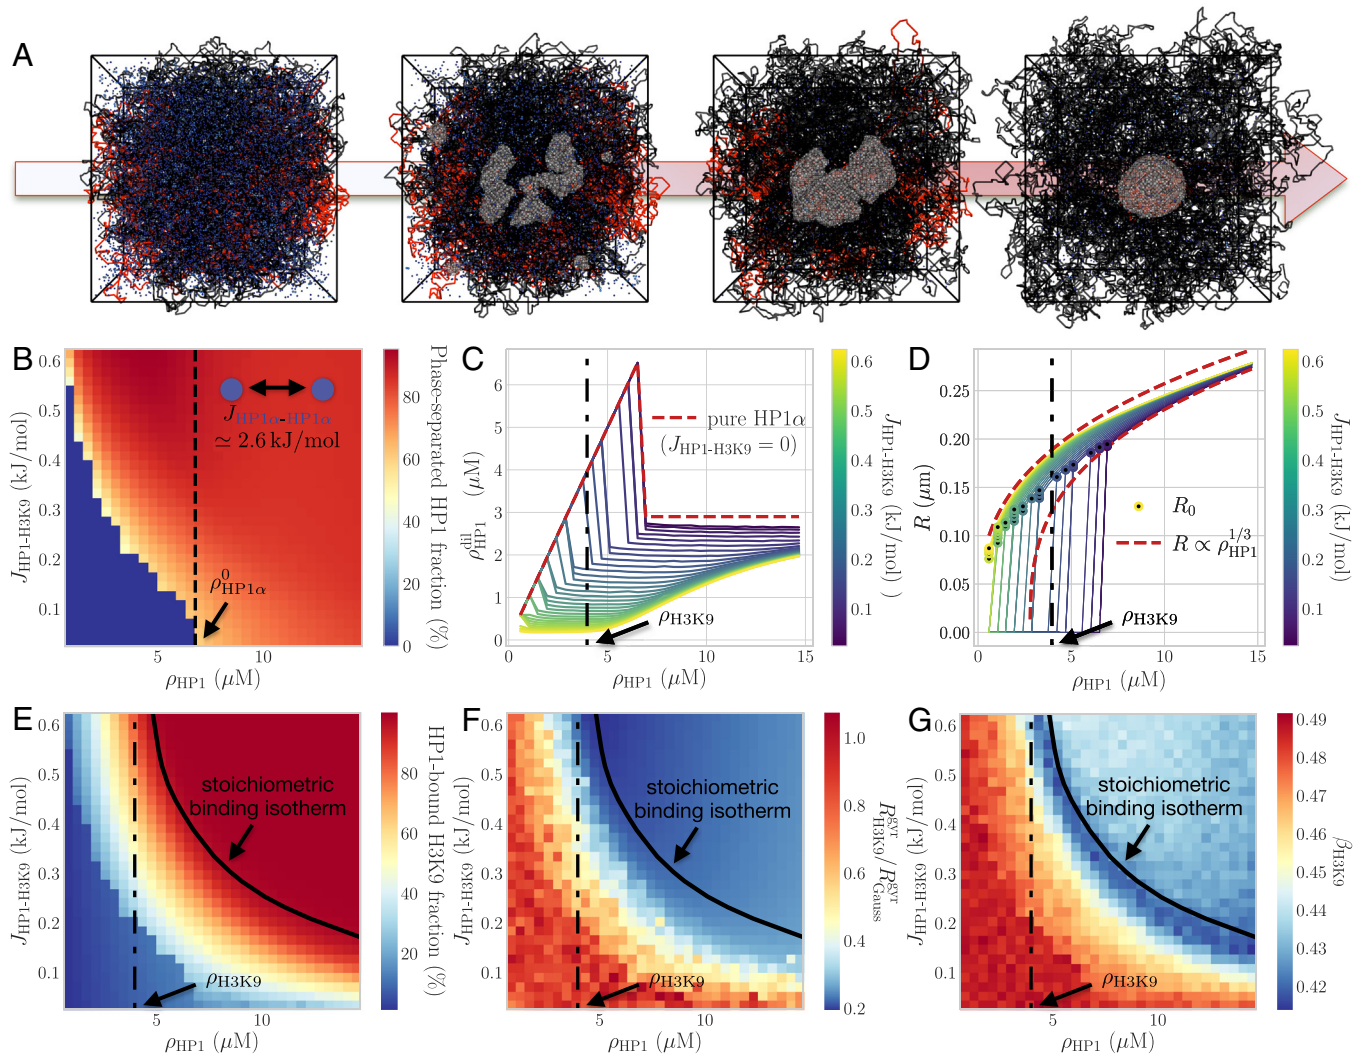 A
B
J_HP1-H3K9 (kJ/mol)
0.6
0.5
0.4
0.3
0.2
0.1
5
10
ρ_HP1 (μM)
J_HP1α-HP1α
≃ 2.6 kJ/mol
ρ⁰_HP1α
80
60
40
20
0
Phase-separated HP1 fraction (%)
C
ρ^dil_HP1 (μM)
6
5
4
3
2
1
0
0
5
10
15
ρ_HP1 (μM)
pure HP1α
(J_HP1-H3K9 = 0)
ρ_H3K9
0.6
0.5
0.4
0.3
0.2
0.1
J_HP1-H3K9 (kJ/mol)
)
D
R (μm)
0.25
0.20
0.15
0.10
0.05
0.00
0
5
10
15
ρ_HP1 (μM)
R₀
R ∝ ρ_HP1^1/3
ρ_H3K9
0.6
0.5
0.4
0.3
0.2
0.1
J_HP1-H3K9 (kJ/mol)
)
E
J_HP1-H3K9 (kJ/mol)
0.6
0.5
0.4
0.3
0.2
0.1
5
10
ρ_HP1 (μM)
stoichiometric
binding isotherm
ρ_H3K9
80
60
40
20
HP1-bound H3K9 fraction (%)
F
J_HP1-H3K9 (kJ/mol)
0.6
0.5
0.4
0.3
0.2
0.1
5
10
ρ_HP1 (μM)
stoichiometric
binding isotherm
ρ_H3K9
1.0
0.8
0.6
0.4
0.2
R^gyr_H3K9/R^gyr_Gauss
G
J_HP1-H3K9 (kJ/mol)
0.6
0.5
0.4
0.3
0.2
0.1
5
10
ρ_HP1 (μM)
stoichiometric
binding isotherm
ρ_H3K9
0.49
0.48
0.47
0.46
0.45
0.44
0.43
0.42
β_H3K9